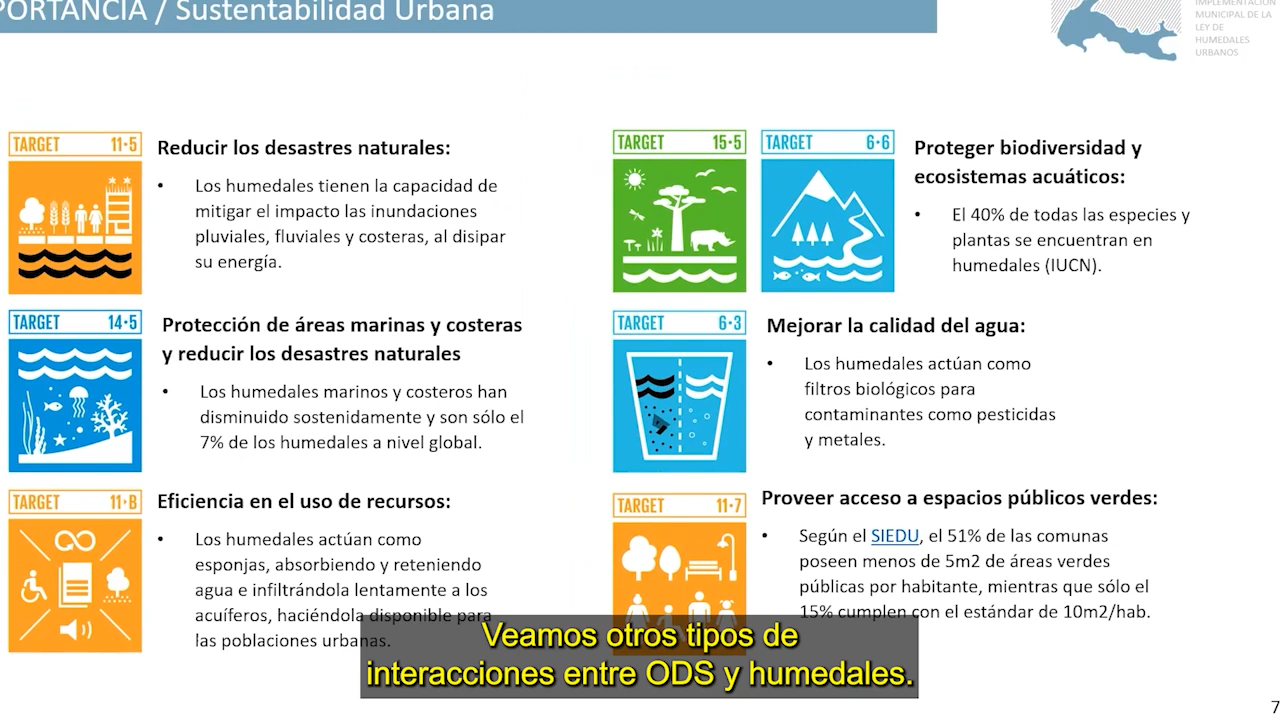 PORTANCIA / Sustentabilidad Urbana
IMPLEMENTACIÓN
MUNICIPAL DE LA
LEY DE
HUMEDALES
URBANOS
TARGET 11·5
Reducir los desastres naturales:
• Los humedales tienen la capacidad de
mitigar el impacto las inundaciones
pluviales, fluviales y costeras, al disipar
su energía.
TARGET 14·5
Protección de áreas marinas y costeras
y reducir los desastres naturales
• Los humedales marinos y costeros han
disminuido sostenidamente y son sólo el
7% de los humedales a nivel global.
TARGET 11·B
Eficiencia en el uso de recursos:
• Los humedales actúan como
esponjas, absorbiendo y reteniendo
agua e infiltrándola lentamente a los
acuíferos, haciéndola disponible para
las poblaciones urbanas.
TARGET 15·5
TARGET 6·6
Proteger biodiversidad y
ecosistemas acuáticos:
• El 40% de todas las especies y
plantas se encuentran en
humedales (IUCN).
TARGET 6·3
Mejorar la calidad del agua:
• Los humedales actúan como
filtros biológicos para
contaminantes como pesticidas
y metales.
TARGET 11·7
Proveer acceso a espacios públicos verdes:
• Según el SIEDU, el 51% de las comunas
poseen menos de 5m2 de áreas verdes
públicas por habitante, mientras que sólo el
15% cumplen con el estándar de 10m2/hab.
Veamos otros tipos de
interacciones entre ODS y humedales.
7